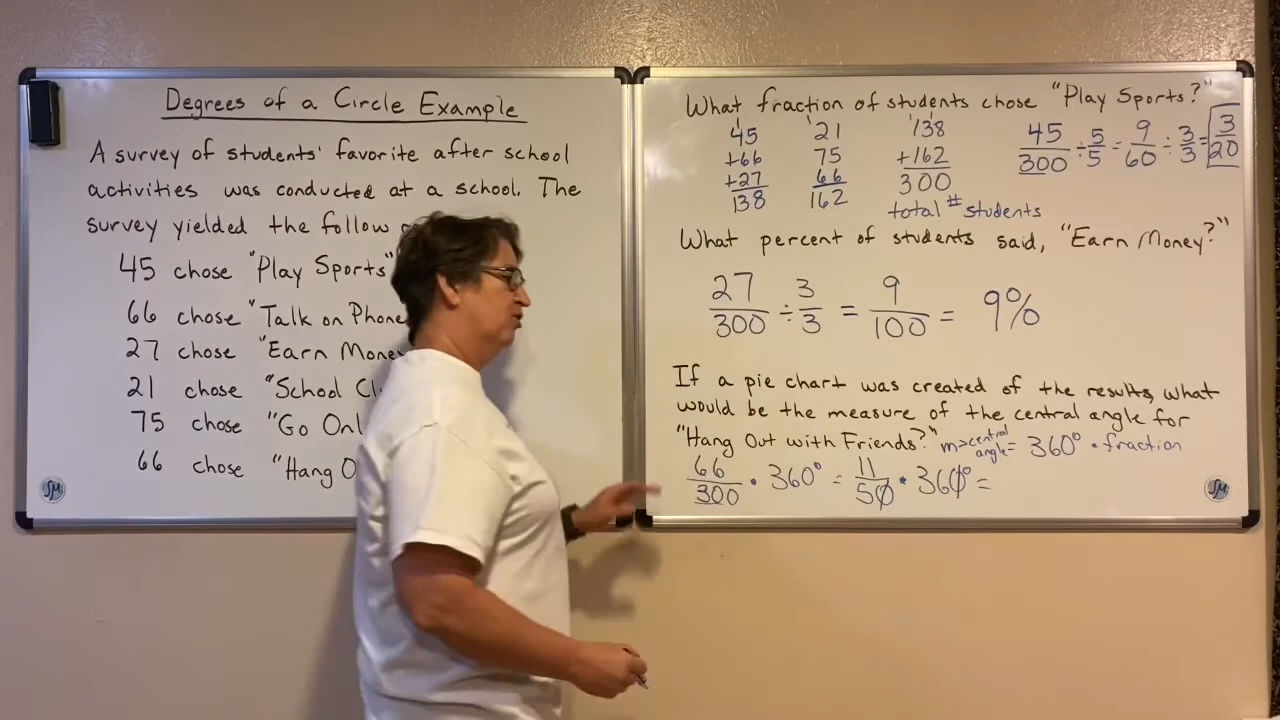 Degrees of a Circle Example
A survey of students' favorite after school
activities was conducted at a school. The
survey yielded the follow
45 chose "Play Sports"
66 chose "Talk on Phone
27 chose "Earn Money
21 chose "School Cl
75 chose "Go Onl
66 chose "Hang O
SM
What fraction of students chose "Play Sports?"
45 +66 +27 138
21 75 66 162
138 +162 300
total # students
45/300 ÷ 5/5 = 9/60 ÷ 3/3 = 3/20
What percent of students said, "Earn Money?"
27/300 ÷ 3/3 = 9/100 = 9%
If a pie chart was created of the results, what
would be the measure of the central angle for
"Hang Out with Friends?" m>central angle = 360° • fraction
66/300 • 360° = 11/50 • 360° =
SM